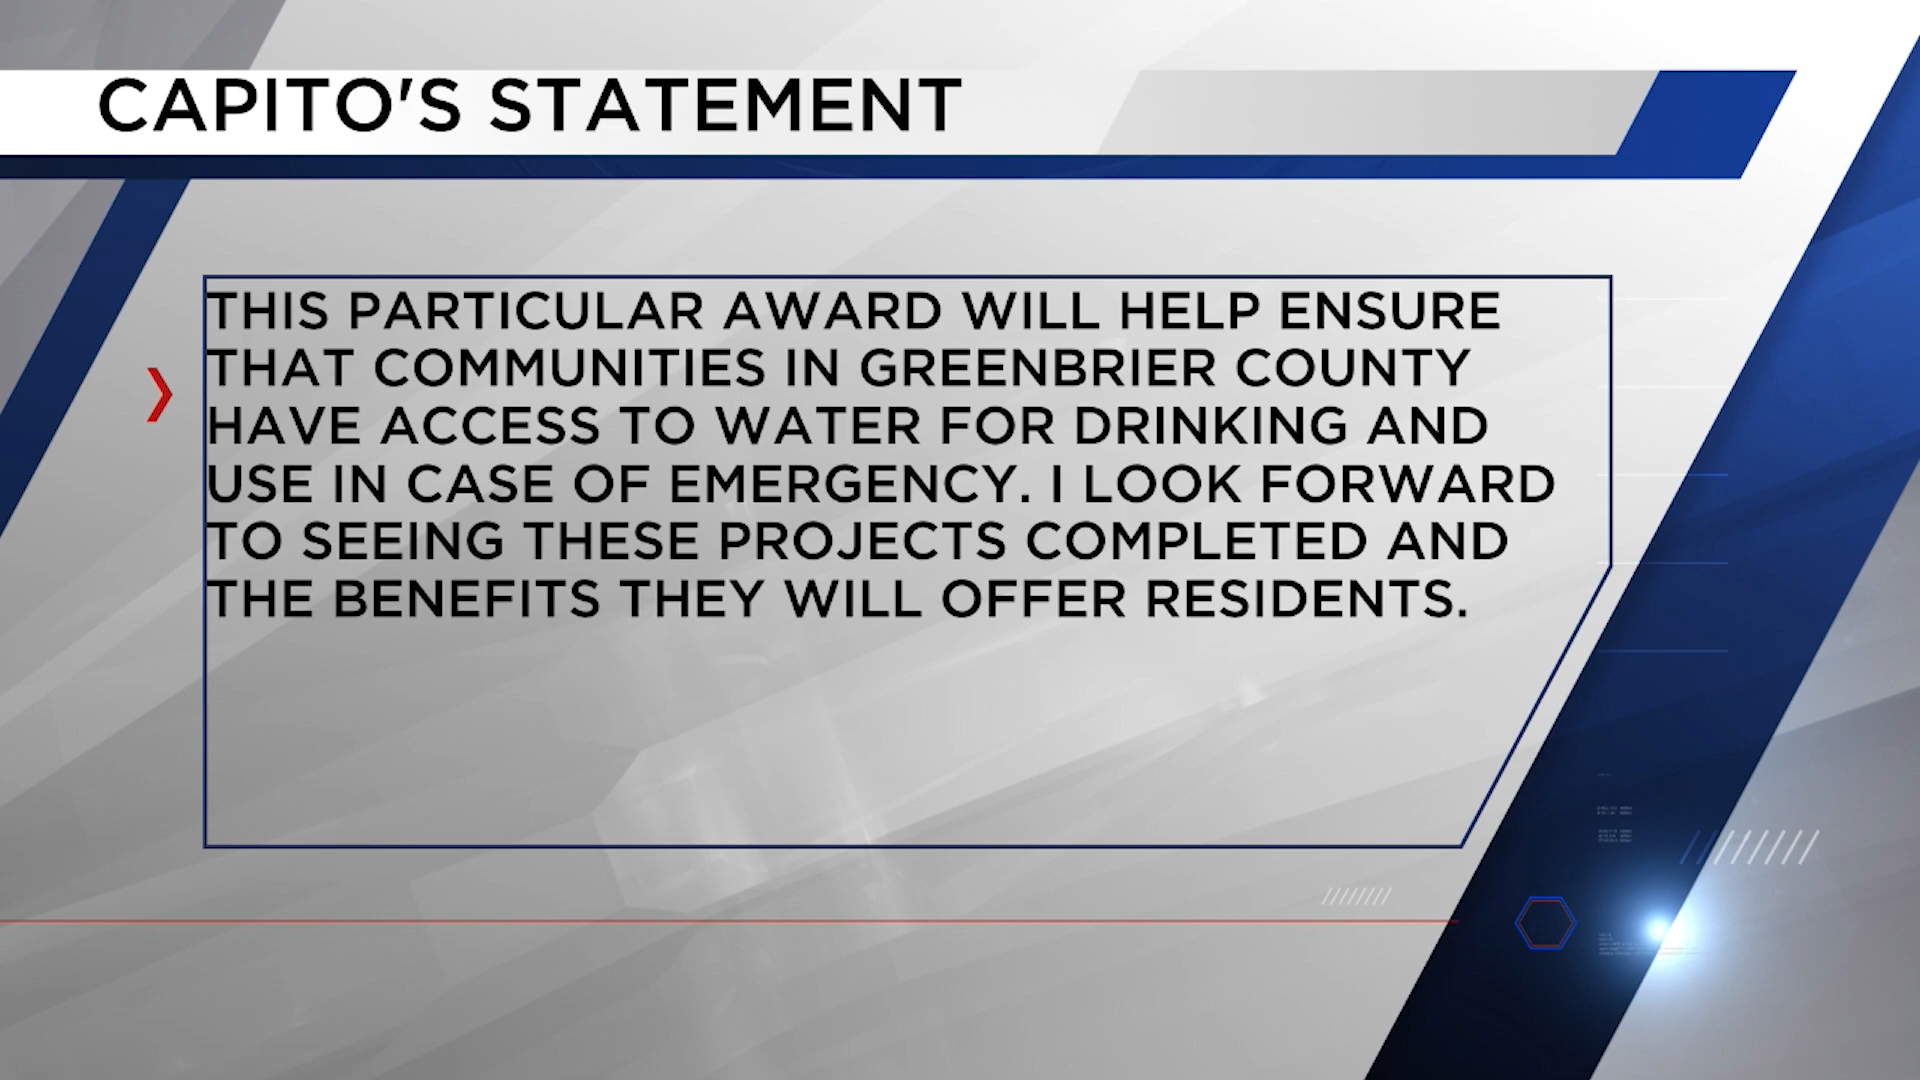 CAPITO'S STATEMENT
THIS PARTICULAR AWARD WILL HELP ENSURE
THAT COMMUNITIES IN GREENBRIER COUNTY
HAVE ACCESS TO WATER FOR DRINKING AND
USE IN CASE OF EMERGENCY. I LOOK FORWARD
TO SEEING THESE PROJECTS COMPLETED AND
THE BENEFITS THEY WILL OFFER RESIDENTS.